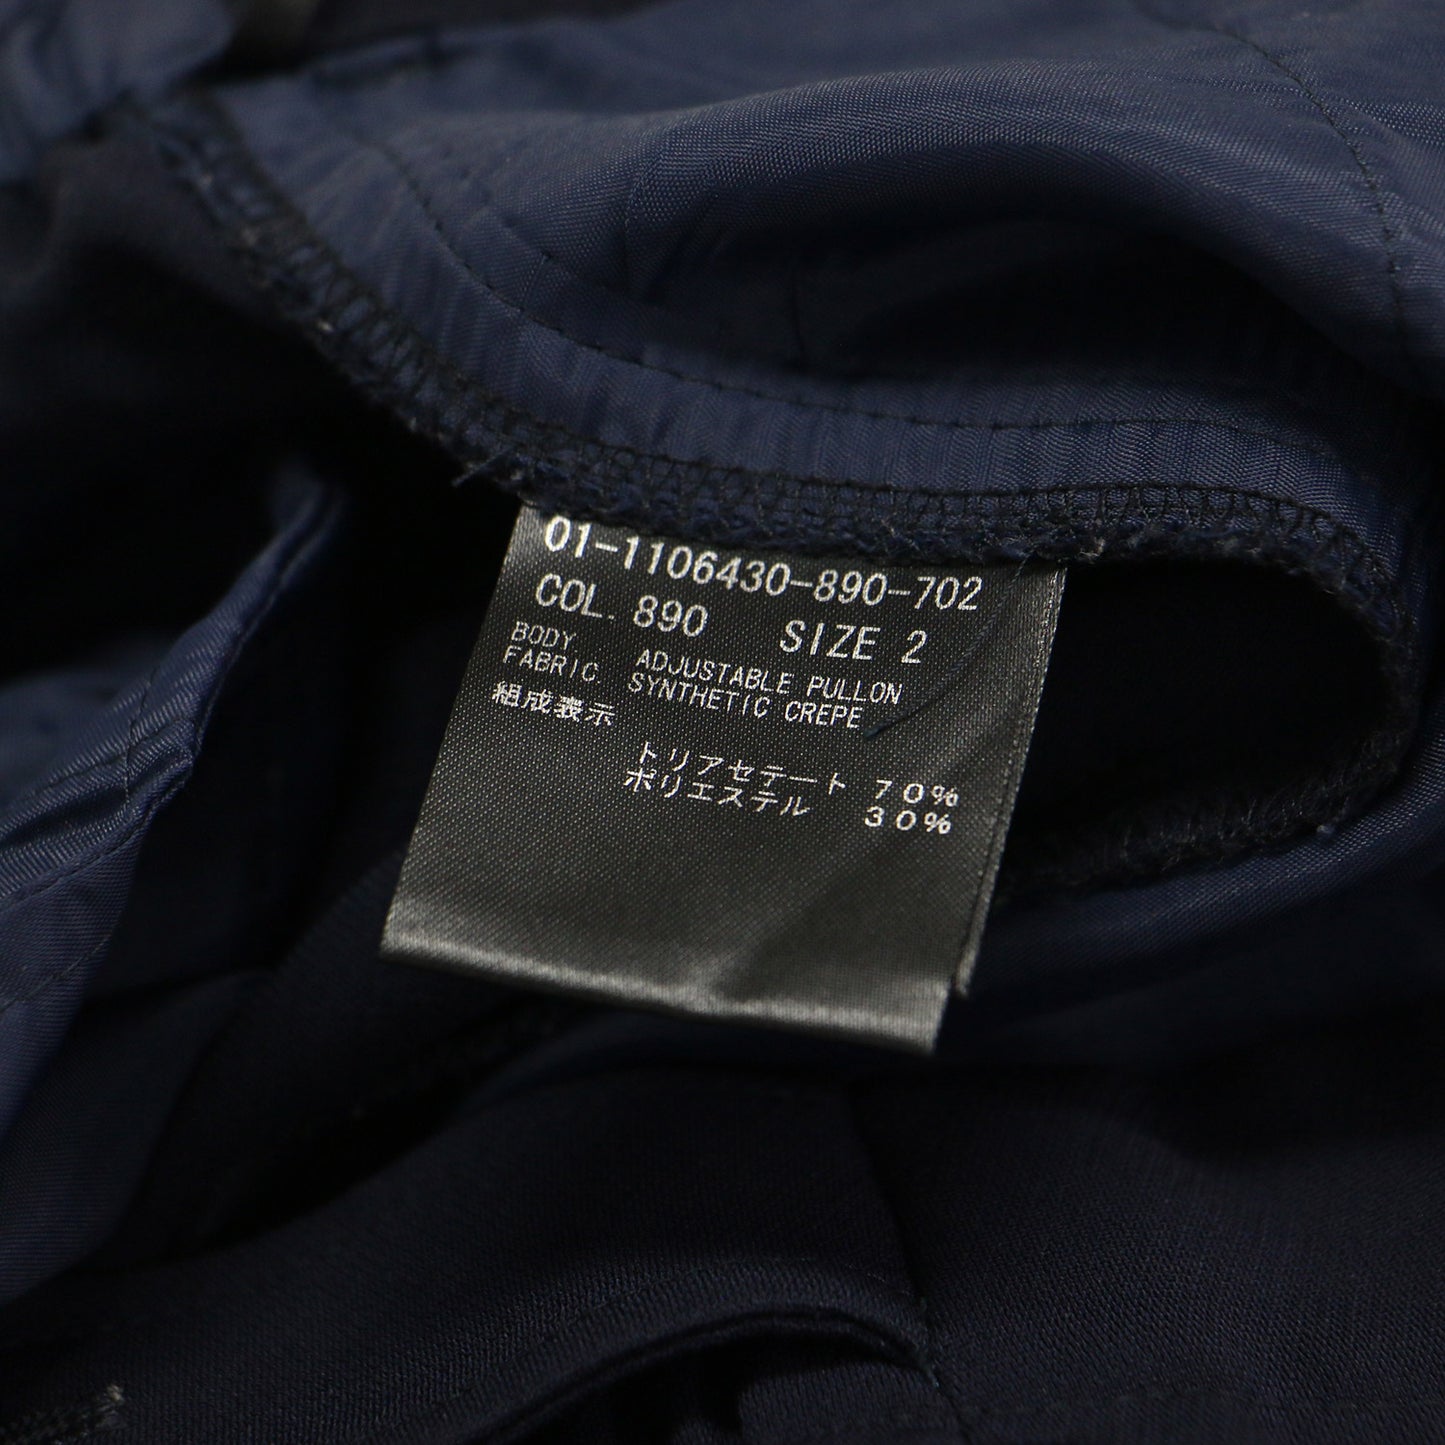 01-1106430-890-702
COL. 890 SIZE 2
BODY ADJUSTABLE PULLON
FABRIC SYNTHETIC CREPE
組成表示
トリアセテート 70%
ポリエステル 30%